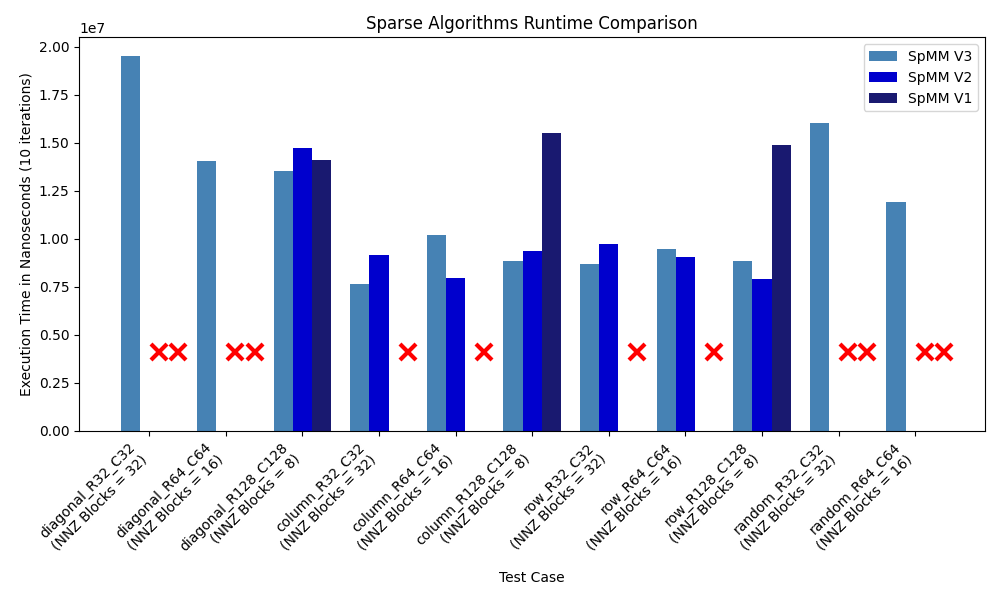 Sparse Algorithms Runtime Comparison
1e7
Execution Time in Nanoseconds (10 iterations)
2.00
1.75
1.50
1.25
1.00
0.75
0.50
0.25
0.00
SpMM V3
SpMM V2
SpMM V1
diagonal_R32_C32
(NNZ Blocks = 32)
diagonal_R64_C64
(NNZ Blocks = 16)
diagonal_R128_C128
(NNZ Blocks = 8)
column_R32_C32
(NNZ Blocks = 32)
column_R64_C64
(NNZ Blocks = 16)
column_R128_C128
(NNZ Blocks = 8)
row_R32_C32
(NNZ Blocks = 32)
row_R64_C64
(NNZ Blocks = 16)
row_R128_C128
(NNZ Blocks = 8)
random_R32_C32
(NNZ Blocks = 32)
random_R64_C64
(NNZ Blocks = 16)
Test Case